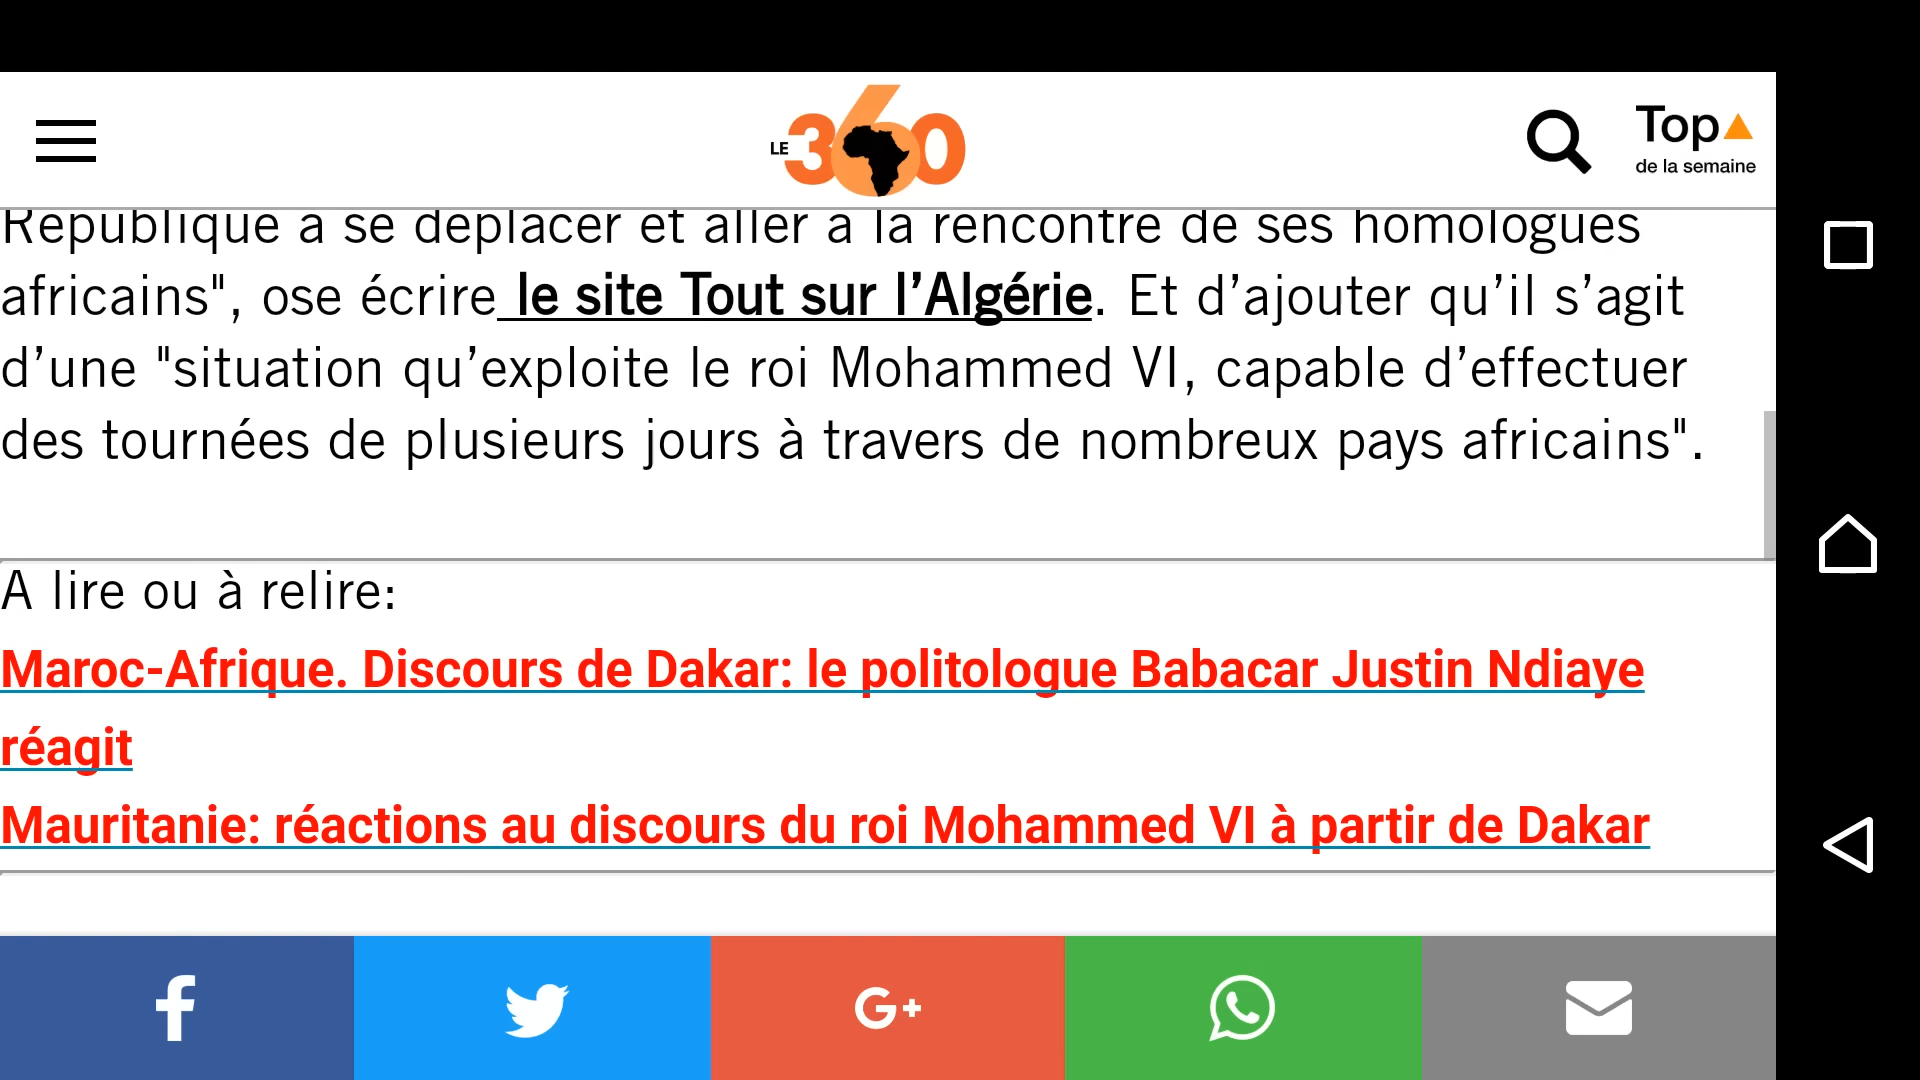 LE 360
Top
de la semaine
République à se déplacer et aller à la rencontre de ses homologues
africains", ose écrire le site Tout sur l’Algérie. Et d’ajouter qu’il s’agit
d’une "situation qu’exploite le roi Mohammed VI, capable d’effectuer
des tournées de plusieurs jours à travers de nombreux pays africains".
A lire ou à relire:
Maroc-Afrique. Discours de Dakar: le politologue Babacar Justin Ndiaye
réagit
Mauritanie: réactions au discours du roi Mohammed VI à partir de Dakar
f
G+